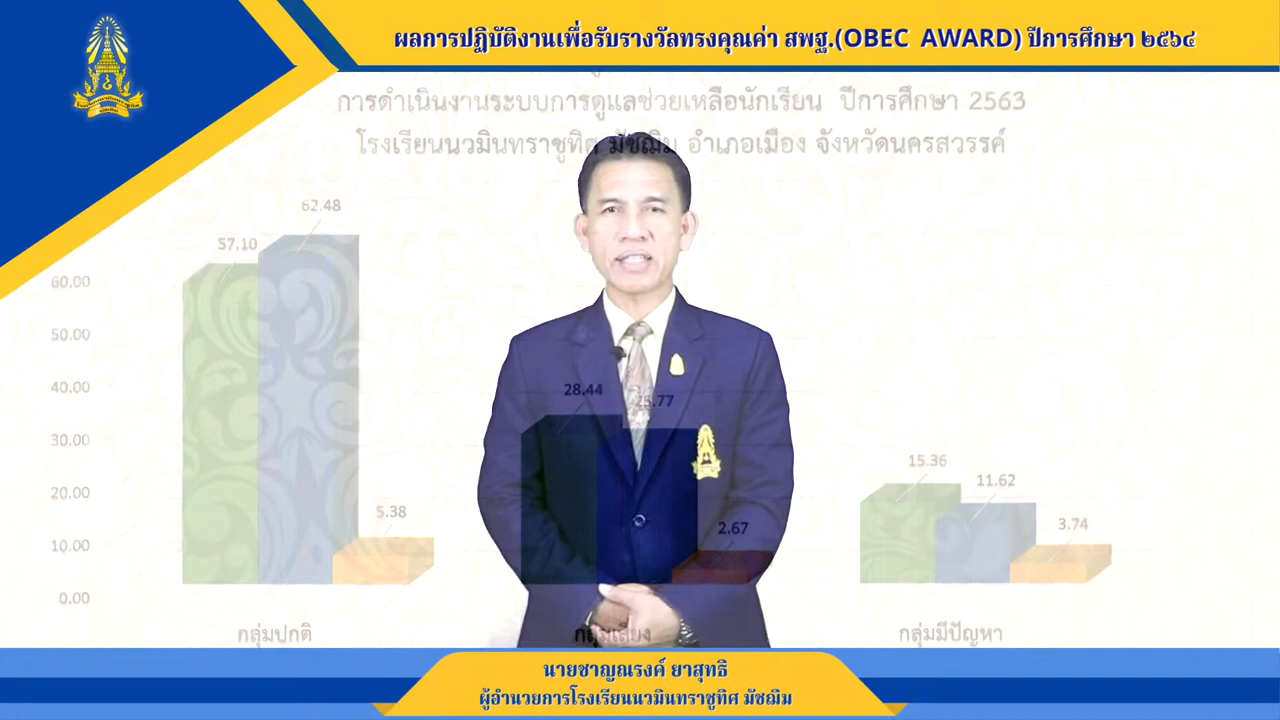 ผลการปฏิบัติงานเพื่อรับรางวัลทรงคุณค่า สพฐ.(OBEC AWARD) ปีการศึกษา ๒๕๖๔
การดำเนินงานระบบการดูแลช่วยเหลือนักเรียน ปีการศึกษา 2563
โรงเรียนนวมินทราชูทิศ มัชฌิม อำเภอเมือง จังหวัดนครสวรรค์
62.48
57.10
60.00
50.00
40.00
28.44
25.77
30.00
15.36
11.62
20.00
5.38
2.67
3.74
10.00
0.00
กลุ่มปกติ
กลุ่มเสี่ยง
กลุ่มมีปัญหา
นายชาญณรงค์ ยาสุทธิ
ผู้อำนวยการโรงเรียนนวมินทราชูทิศ มัชฌิม